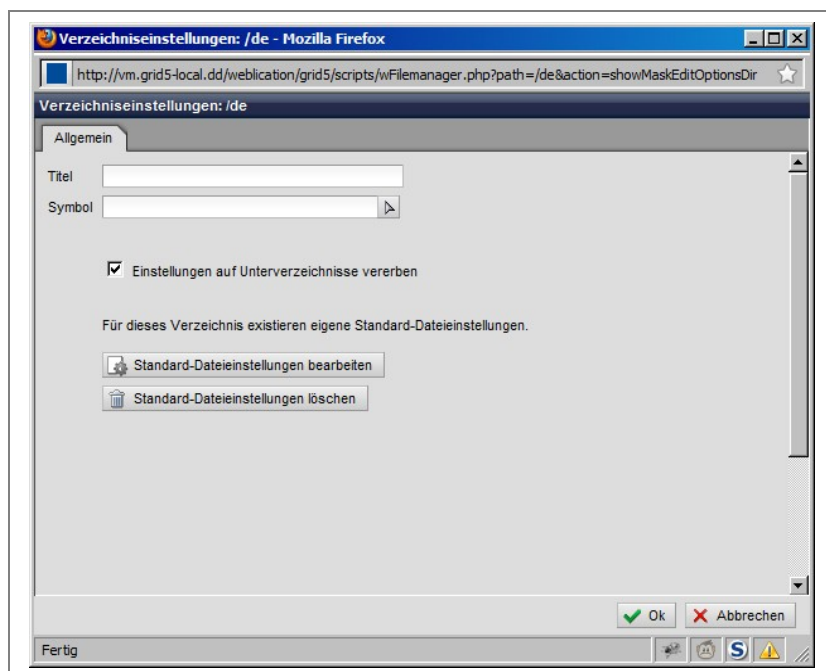 Verzeichniseinstellungen: /de - Mozilla Firefox
http://vm.grid5-local.dd/weblication/grid5/scripts/wFilemanager.php?path=/de&action=showMaskEditOptionsDir
Verzeichniseinstellungen: /de
Allgemein
Titel
Symbol
Einstellungen auf Unterverzeichnisse vererben
Für dieses Verzeichnis existieren eigene Standard-Dateieinstellungen.
Standard-Dateieinstellungen bearbeiten
Standard-Dateieinstellungen löschen
Ok Abbrechen
Fertig S